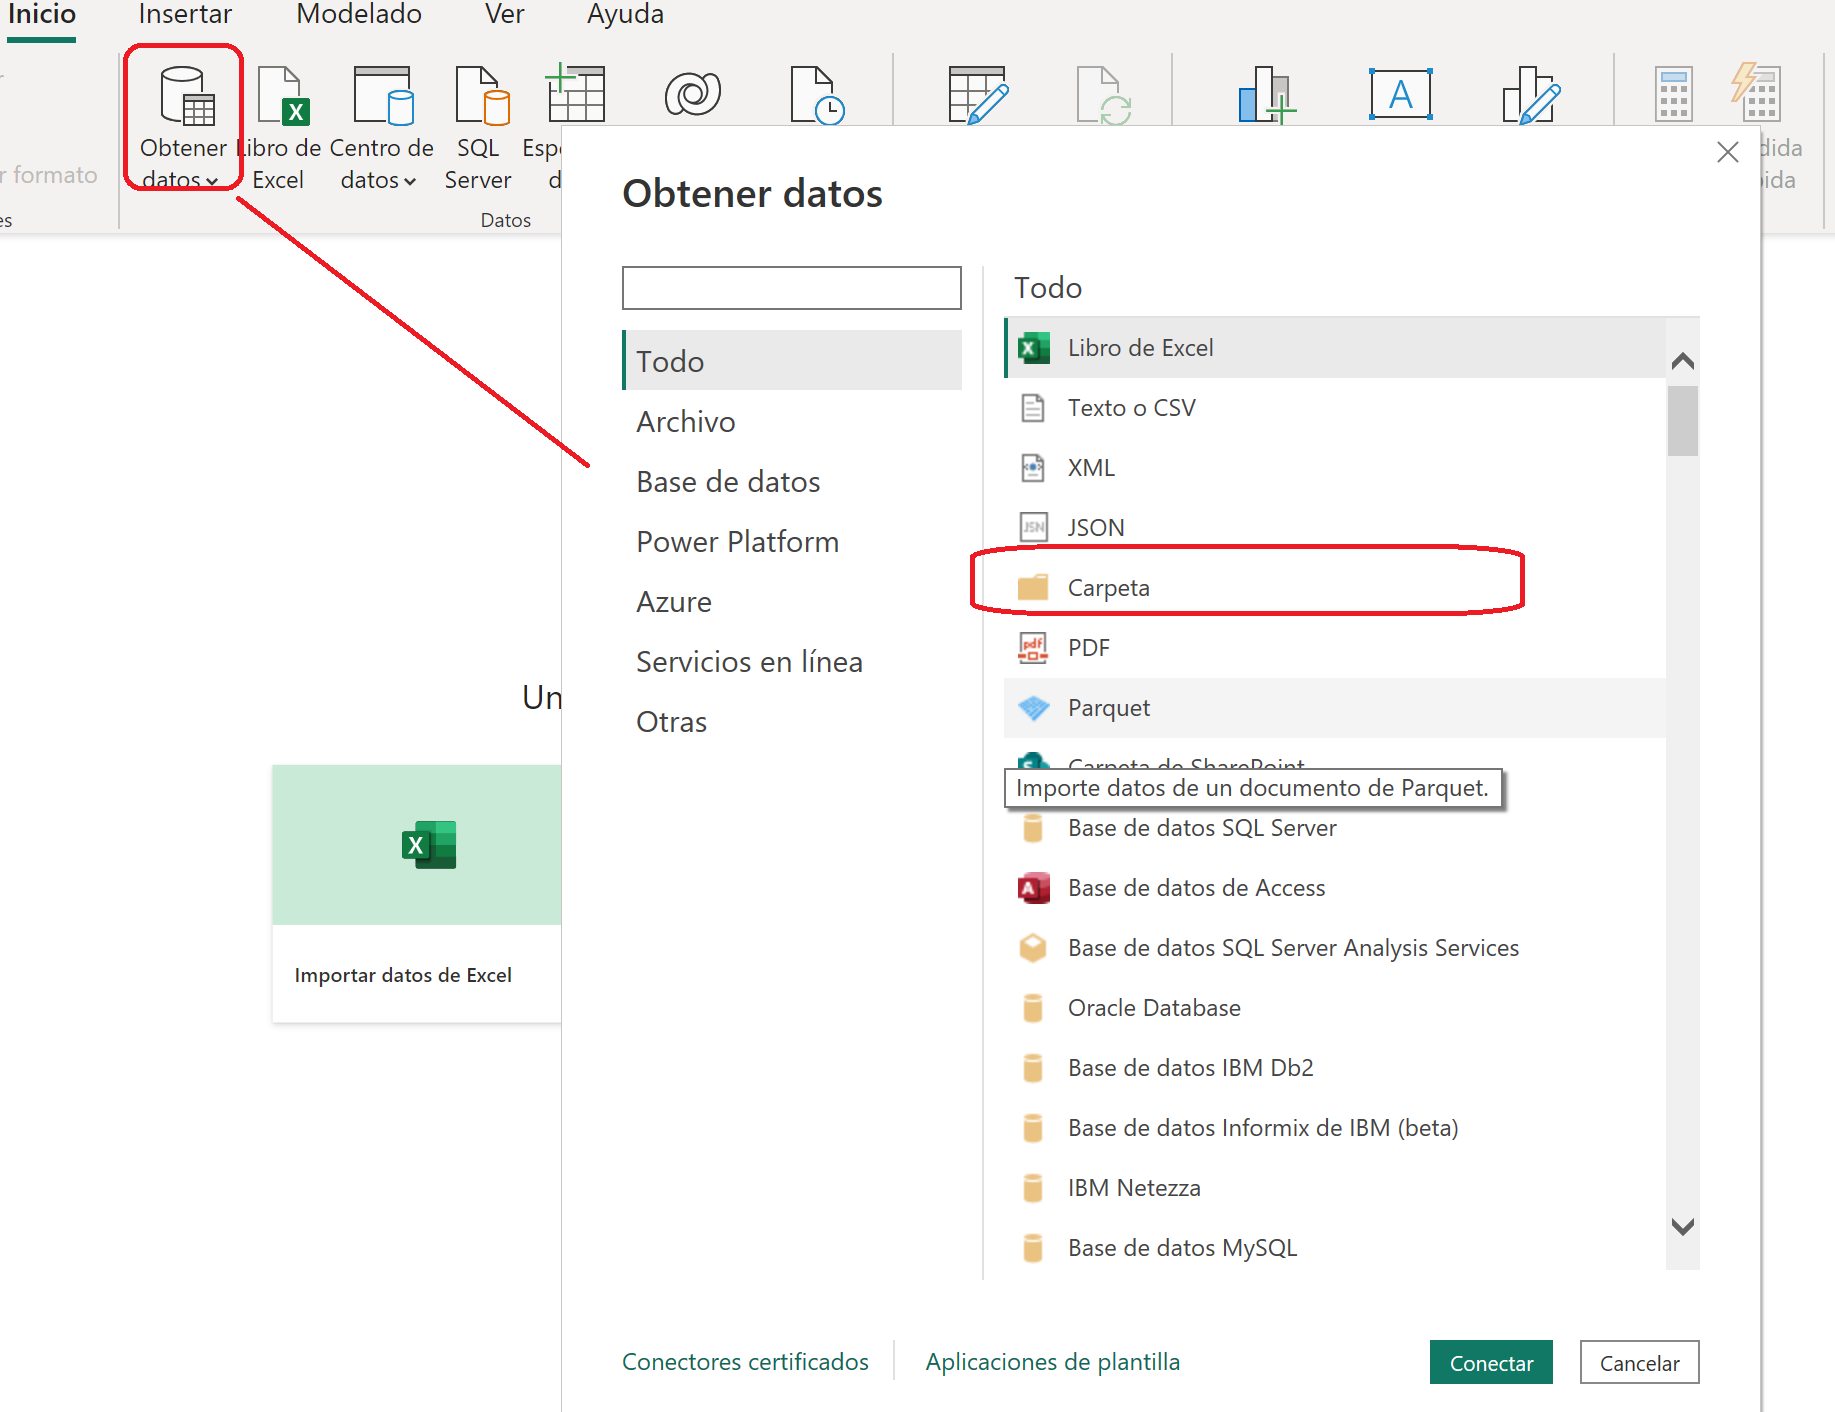 Inicio
Insertar
Modelado
Ver
Ayuda
r formato
es
Obtener
datos
Libro de
Excel
Centro de
datos
SQL
Server
Esp
d
Datos
dida
ida
Obtener datos
Todo
Archivo
Base de datos
Power Platform
Azure
Servicios en línea
Otras
Todo
Libro de Excel
Texto o CSV
XML
JSON
Carpeta
PDF
Parquet
Carpeta de SharePoint
Importe datos de un documento de Parquet.
Base de datos SQL Server
Base de datos de Access
Base de datos SQL Server Analysis Services
Oracle Database
Base de datos IBM Db2
Base de datos Informix de IBM (beta)
IBM Netezza
Base de datos MySQL
Un
Importar datos de Excel
Conectores certificados
Aplicaciones de plantilla
Conectar
Cancelar